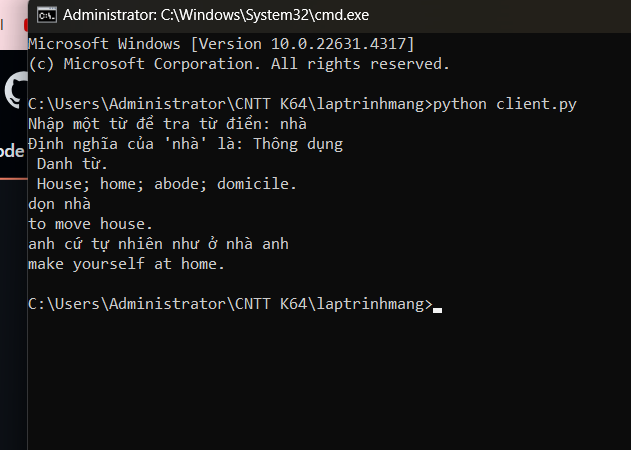 Administrator: C:\Windows\System32\cmd.exe
Microsoft Windows [Version 10.0.22631.4317]
(c) Microsoft Corporation. All rights reserved.
C:\Users\Administrator\CNTT K64\laptrinhmang>python client.py
Nhập một từ để tra từ điển: nhà
Định nghĩa của 'nhà' là: Thông dụng
Danh từ.
House; home; abode; domicile.
dọn nhà
to move house.
anh cứ tự nhiên như ở nhà anh
make yourself at home.
C:\Users\Administrator\CNTT K64\laptrinhmang>